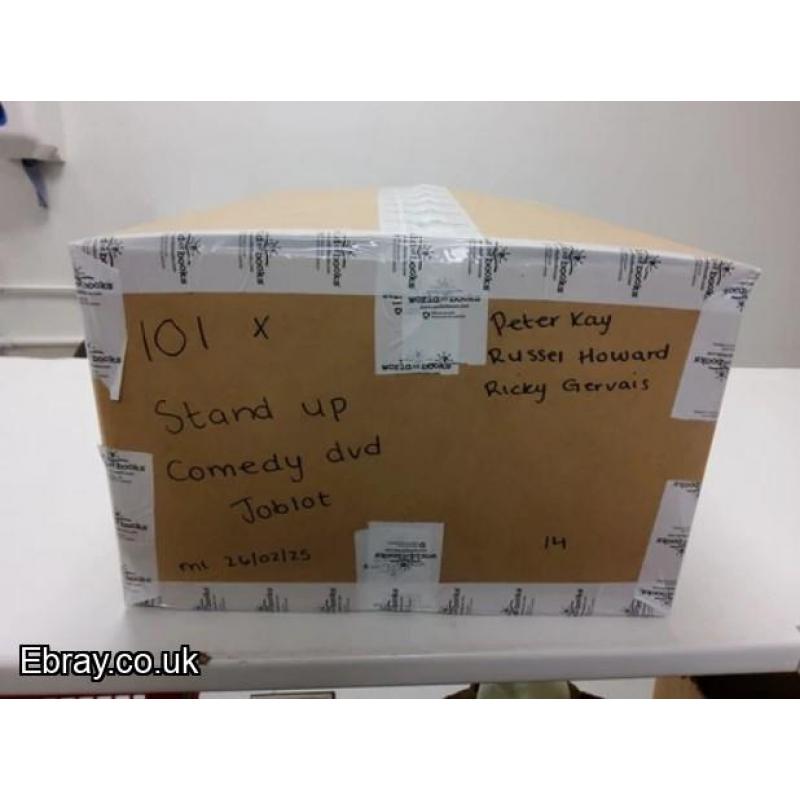 101 x
Stand up
Comedy dvd
Joblot
Peter Kay
Russel Howard
Ricky Gervais
14
26/02/25
Ebray.co.uk
books